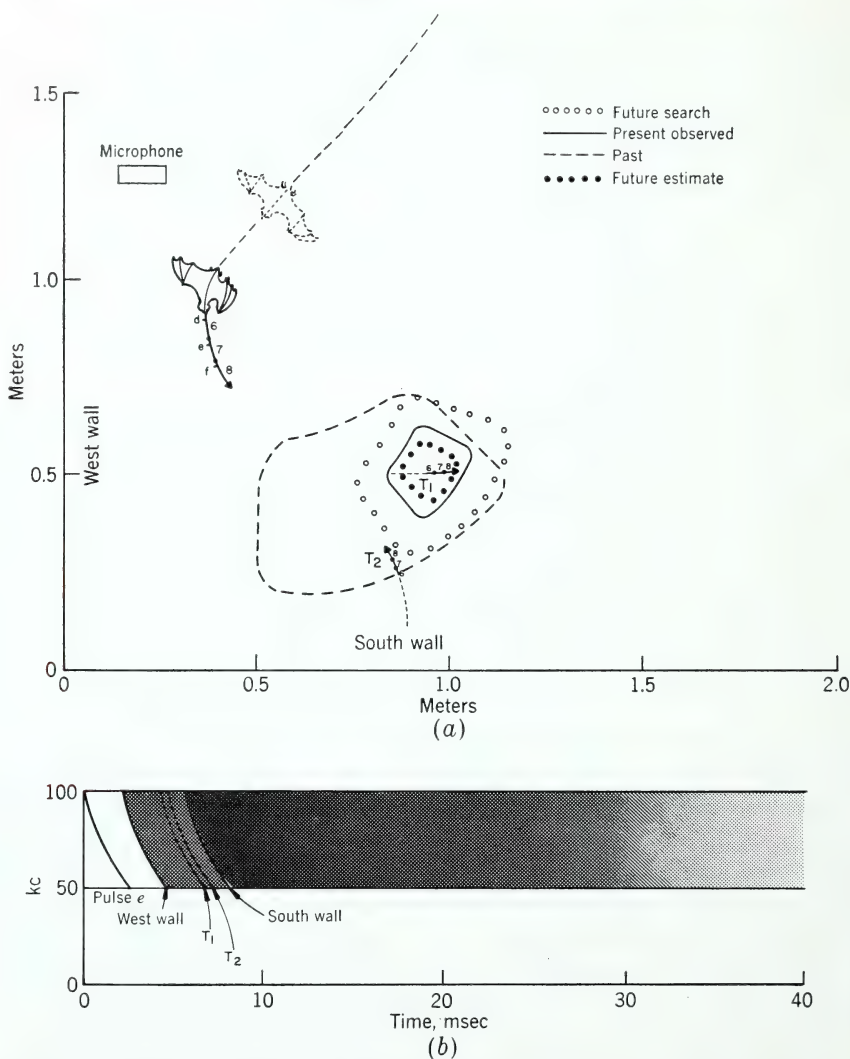 1.5
Microphone
Future search
Present observed
Past
Future estimate
1.0
d 6
e 7
f 8
Meters
West wall
0.5
6 7 8
T1
T2
8
7
6
South wall
0
0 0.5 1.0 1.5 2.0
Meters
(a)
100
kc
50
Pulse e
West wall
South wall
T1
T2
0
0 10 20 30 40
Time, msec
(b)